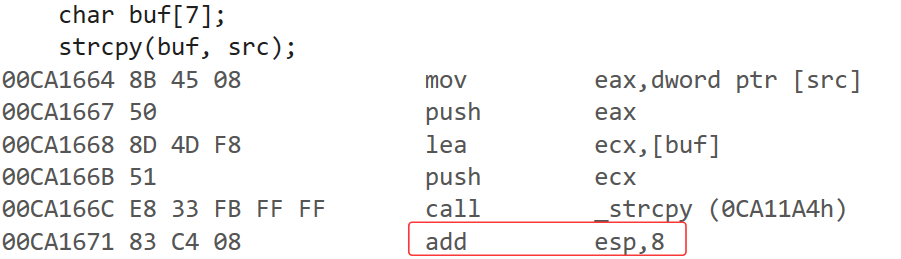 char buf[7];
strcpy(buf, src);
00CA1664 8B 45 08 mov eax,dword ptr [src]
00CA1667 50 push eax
00CA1668 8D 4D F8 lea ecx,[buf]
00CA166B 51 push ecx
00CA166C E8 33 FB FF FF call _strcpy (0CA11A4h)
00CA1671 83 C4 08 add esp,8